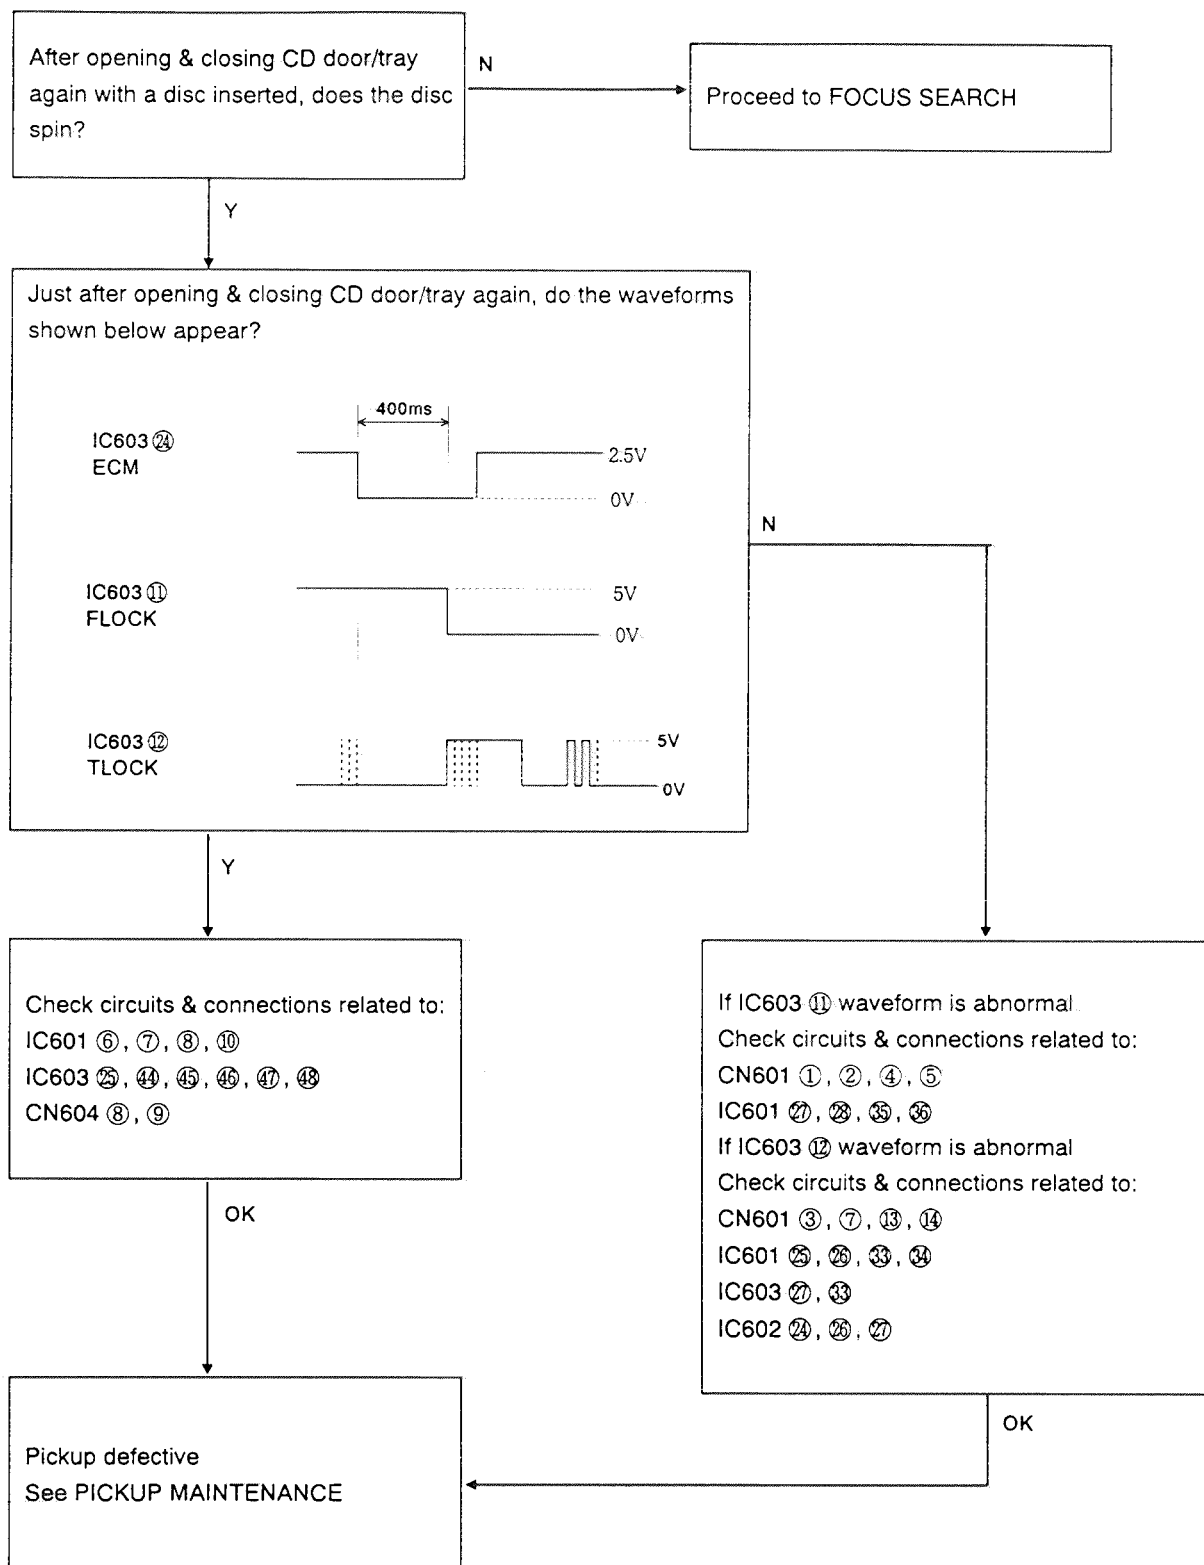 After opening & closing CD door/tray
again with a disc inserted, does the disc
spin?
N
Proceed to FOCUS SEARCH
Y
Just after opening & closing CD door/tray again, do the waveforms
shown below appear?
400ms
IC603 ㉔
ECM
2.5V
0V
N
IC603 ⑪
FLOCK
5V
0V
IC603 ⑫
TLOCK
5V
0V
Y
Check circuits & connections related to:
IC601 ⑥, ⑦, ⑧, ⑩
IC603 ㉕, ㊹, ㊺, ㊻, ㊼, ㊽
CN604 ⑧, ⑨
OK
If IC603 ⑪ waveform is abnormal
Check circuits & connections related to:
CN601 ①, ②, ④, ⑤
IC601 ㉗, ㉘, ㉟, ㊱
If IC603 ⑫ waveform is abnormal
Check circuits & connections related to:
CN601 ③, ⑦, ⑬, ⑭
IC601 ㉕, ㉖, ㉝, ㉞
IC603 ㉗, ㉝
IC602 ㉔, ㉖, ㉗
OK
Pickup defective
See PICKUP MAINTENANCE